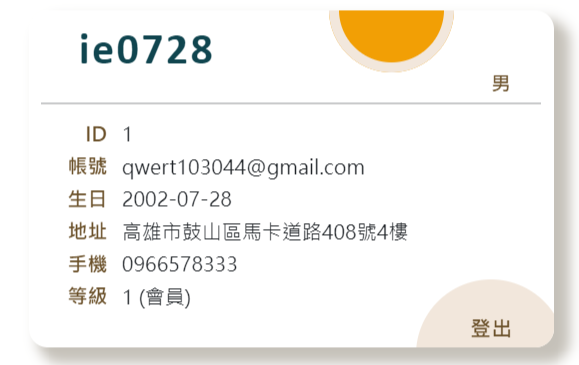 ie0728
男
ID 1
帳號 qwert103044@gmail.com
生日 2002-07-28
地址 高雄市鼓山區馬卡道路408號4樓
手機 0966578333
等級 1 (會員)
登出